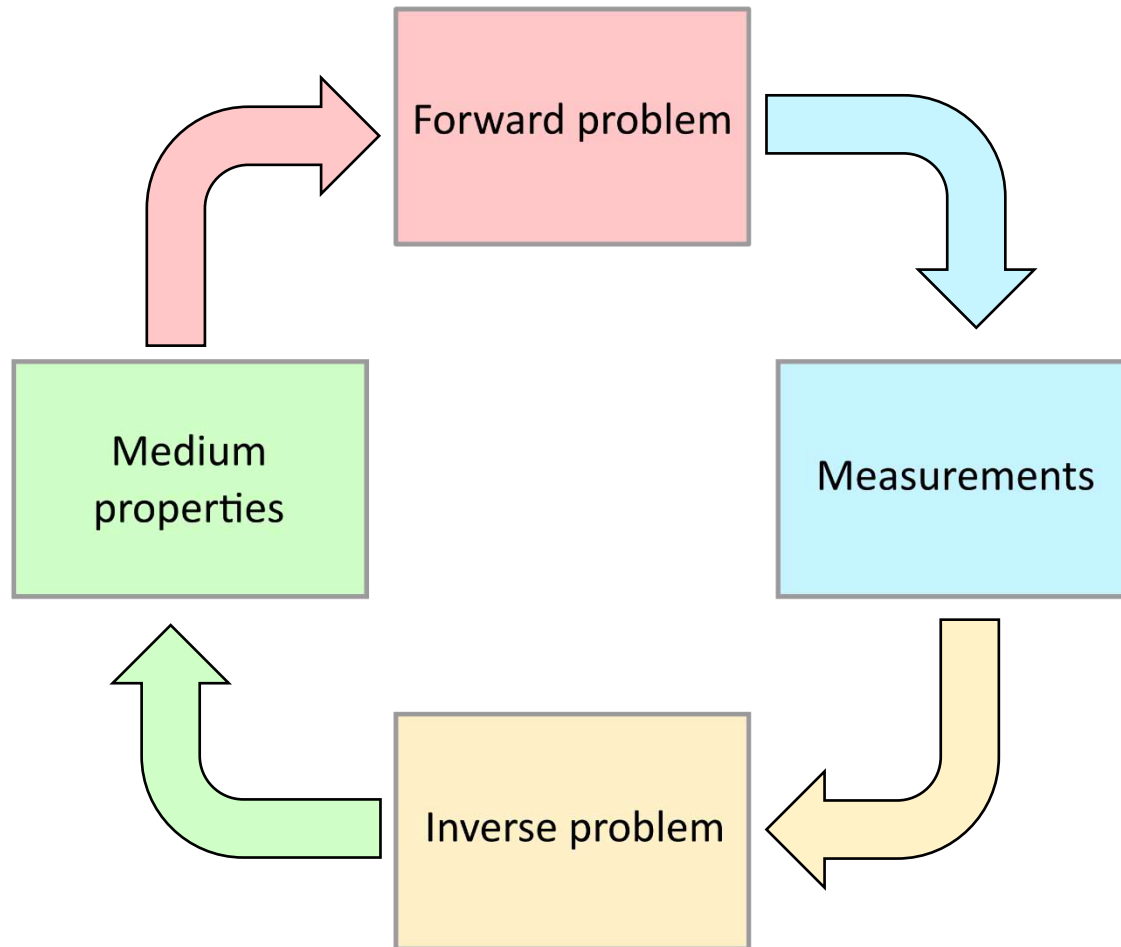 Forward problem
Medium
properties
Measurements
Inverse problem